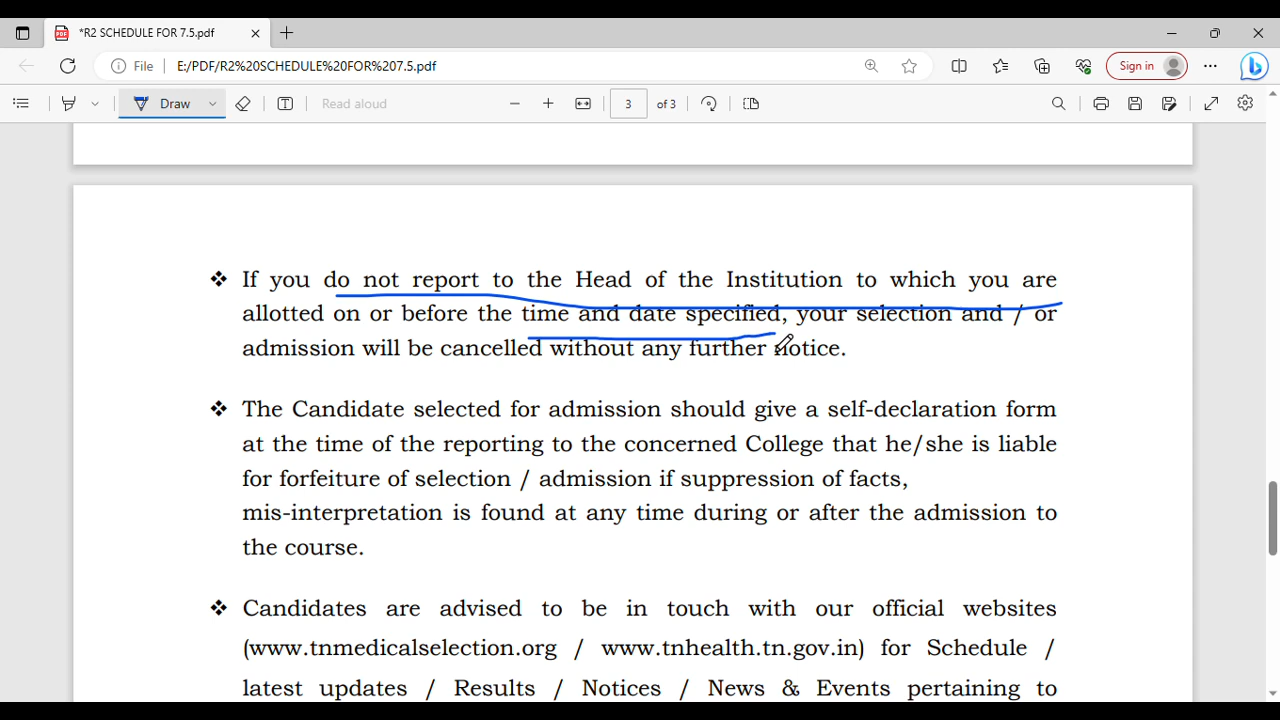 *R2 SCHEDULE FOR 7.5.pdf
File E:/PDF/R2%20SCHEDULE%20FOR%207.5.pdf Sign in
Draw Read aloud 3 of 3
❖ If you do not report to the Head of the Institution to which you are
allotted on or before the time and date specified, your selection and / or
admission will be cancelled without any further notice.
❖ The Candidate selected for admission should give a self-declaration form
at the time of the reporting to the concerned College that he/she is liable
for forfeiture of selection / admission if suppression of facts,
mis-interpretation is found at any time during or after the admission to
the course.
❖ Candidates are advised to be in touch with our official websites
(www.tnmedicalselection.org / www.tnhealth.tn.gov.in) for Schedule /
latest updates / Results / Notices / News & Events pertaining to